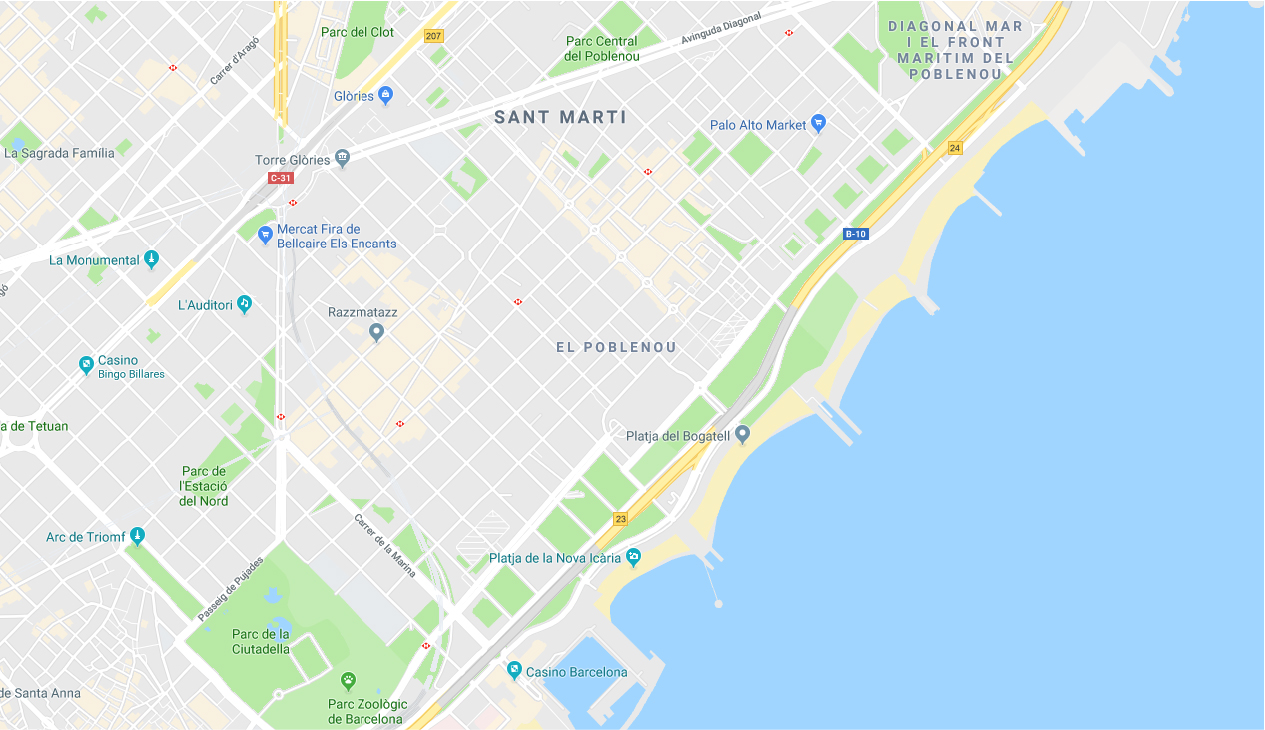 DIAGONAL MAR
I EL FRONT
MARITIM DEL
POBLENOU
Parc del Clot
207
Parc Central
del Poblenou
Avinguda Diagonal
Carrer d'Aragó
Glòries
SANT MARTI
Palo Alto Market
24
La Sagrada Família
Torre Glòries
C-31
Mercat Fira de
Bellcaire Els Encants
B-10
La Monumental
gó
L'Auditori
Razzmatazz
EL POBLENOU
Casino
Bingo Billares
a de Tetuan
Platja del Bogatell
Parc de
l'Estació
del Nord
23
Arc de Triomf
Carrer de la Marina
Platja de la Nova Icària
Passeig de Pujades
Parc de la
Ciutadella
Casino Barcelona
de Santa Anna
Parc Zoològic
de Barcelona